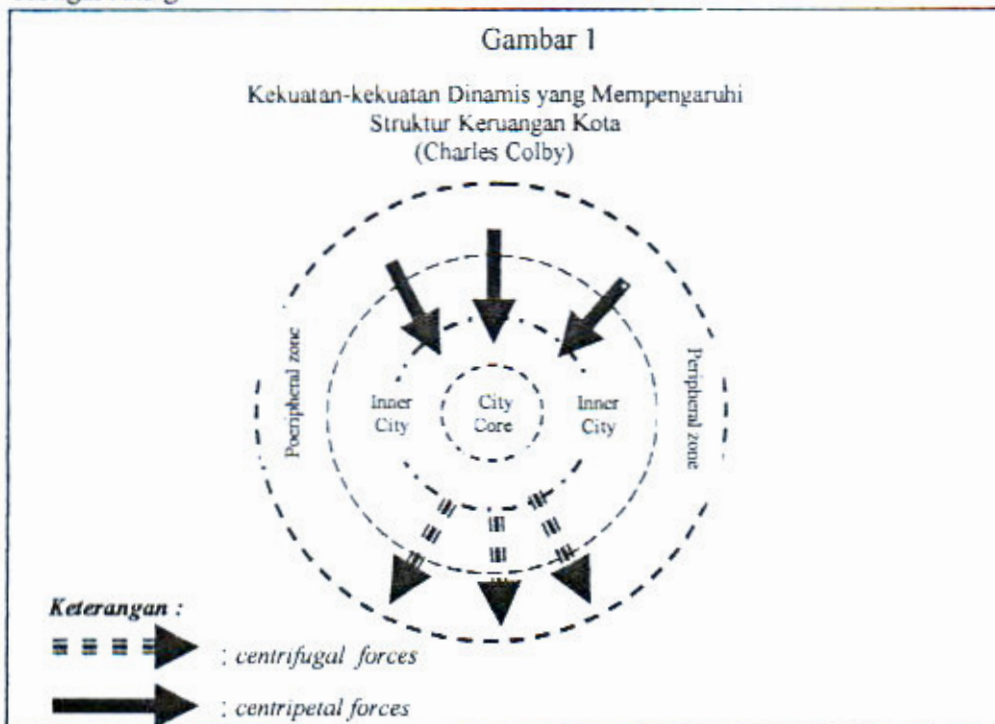 Gambar 1
Kekuatan-kekuatan Dinamis yang Mempengaruhi
Struktur Keruangan Kota
(Charles Colby)
Poeripheral zone
Inner
City
City
Core
Inner
City
Peripheral zone
Keterangan :
: centrifugal forces
: centripetal forces